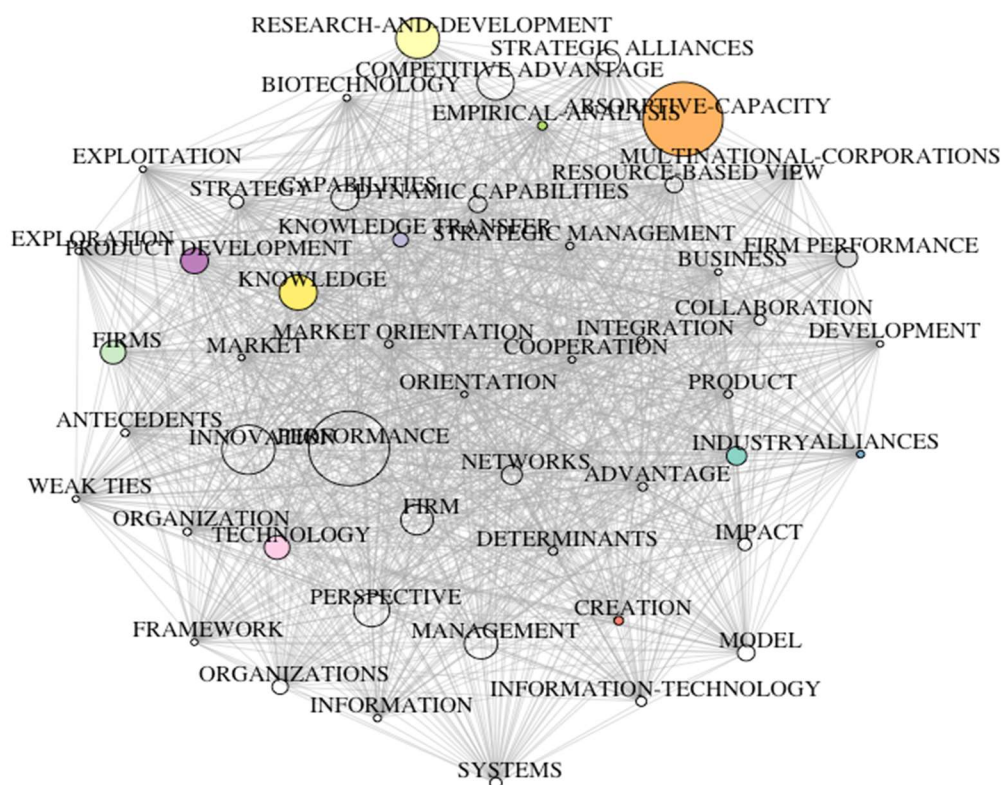 RESEARCH-AND-DEVELOPMENT
STRATEGIC ALLIANCES
COMPETITIVE ADVANTAGE
BIOTECHNOLOGY
ABSORPTIVE-CAPACITY
EMPIRICAL-ANALYSIS
EXPLOITATION
MULTINATIONAL-CORPORATIONS
RESOURCE-BASED VIEW
STRATEGY
CAPABILITIES
DYNAMIC CAPABILITIES
KNOWLEDGE TRANSFER
STRATEGIC MANAGEMENT
EXPLORATION
PRODUCT DEVELOPMENT
FIRM PERFORMANCE
BUSINESS
KNOWLEDGE
COLLABORATION
FIRMS
MARKET
MARKET ORIENTATION
INTEGRATION
COOPERATION
DEVELOPMENT
ORIENTATION
PRODUCT
ANTECEDENTS
INNOVATION
PERFORMANCE
INDUSTRY
ALLIANCES
NETWORKS
ADVANTAGE
WEAK TIES
FIRM
ORGANIZATION
TECHNOLOGY
DETERMINANTS
IMPACT
PERSPECTIVE
CREATION
FRAMEWORK
MANAGEMENT
MODEL
ORGANIZATIONS
INFORMATION-TECHNOLOGY
INFORMATION
SYSTEMS